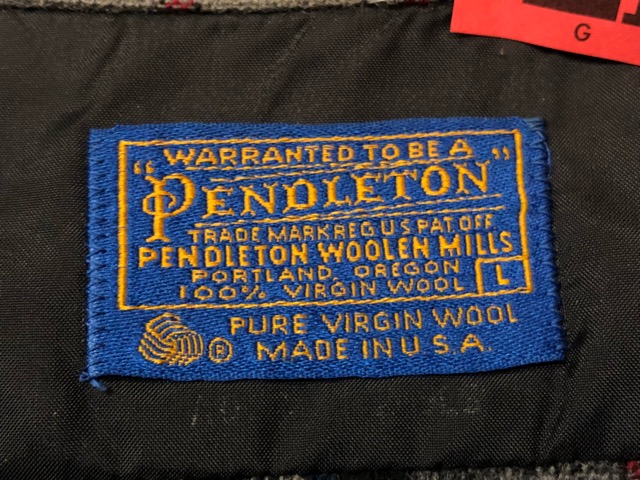 G
WARRANTED TO BE A
"PENDLETON"
TRADE MARK REG U S PAT. OFF
PENDLETON WOOLEN MILLS
PORTLAND, OREGON
100% VIRGIN WOOL L
® PURE VIRGIN WOOL
MADE IN U.S.A.